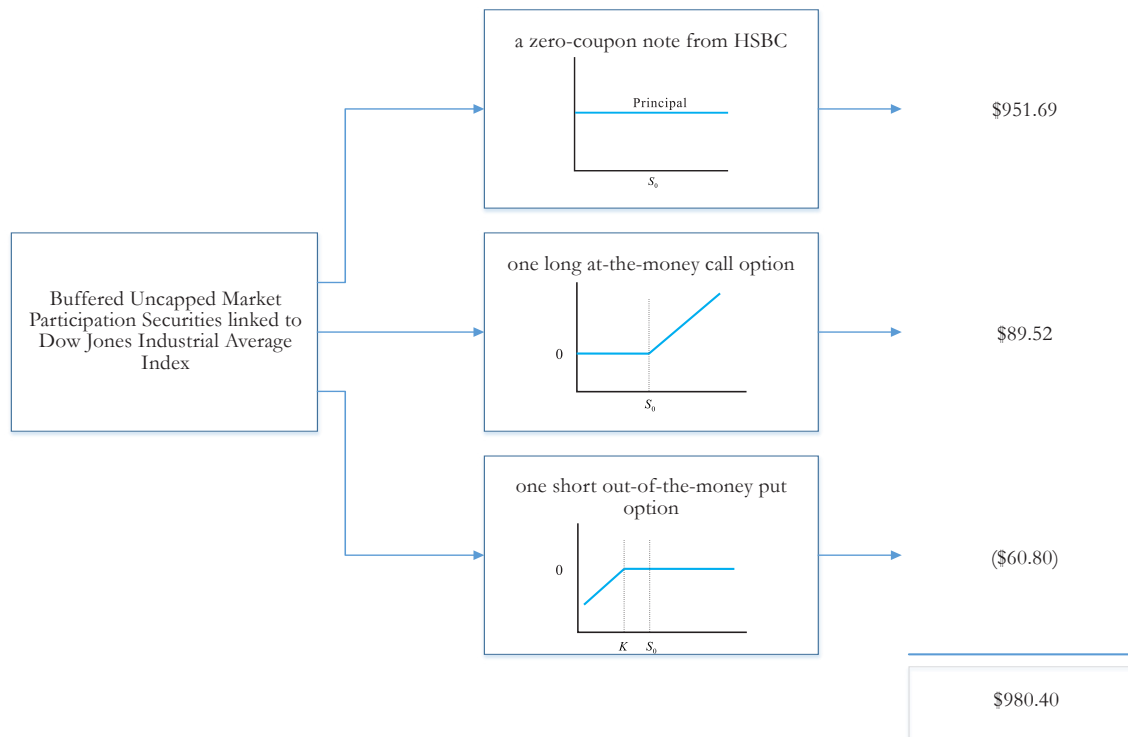 a zero-coupon note from HSBC
Principal
S₀
$951.69
Buffered Uncapped Market
Participation Securities linked to
Dow Jones Industrial Average
Index
one long at-the-money call option
0
S₀
$89.52
one short out-of-the-money put
option
0
K S₀
($60.80)
$980.40